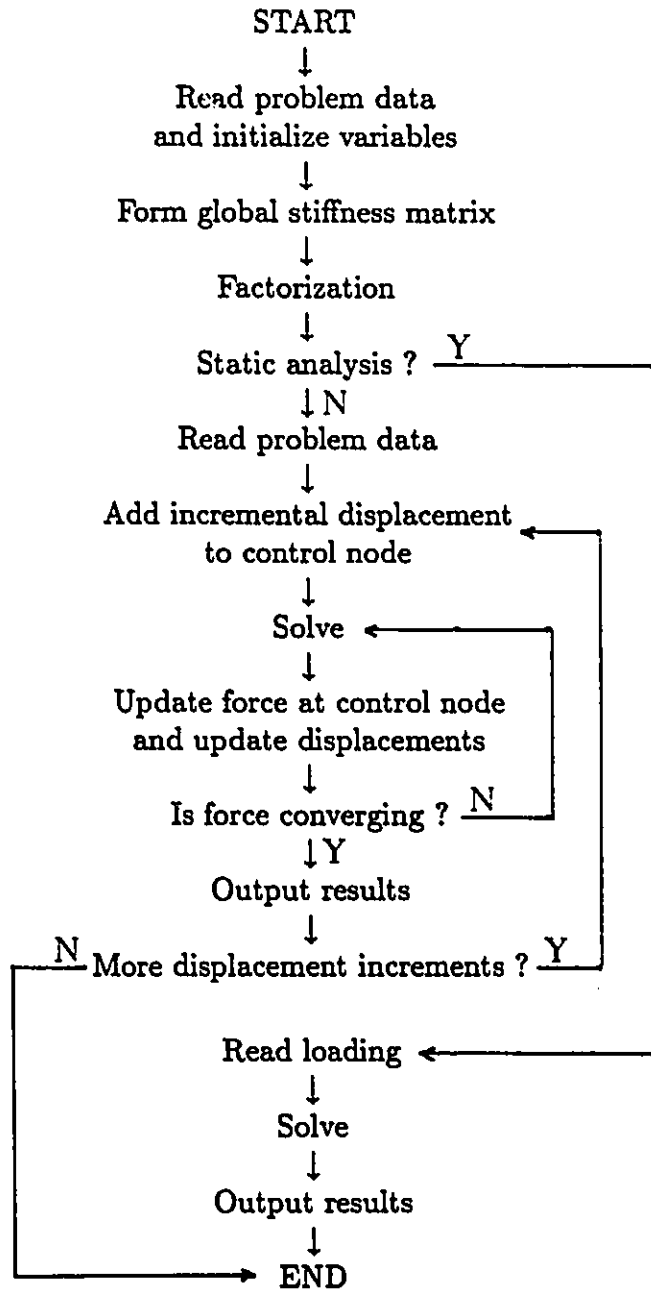 START
Read problem data
and initialize variables
Form global stiffness matrix
Factorization
Static analysis ? Y
N
Read problem data
Add incremental displacement
to control node
Solve
Update force at control node
and update displacements
Is force converging ? N
Y
Output results
N More displacement increments ? Y
Read loading
Solve
Output results
END